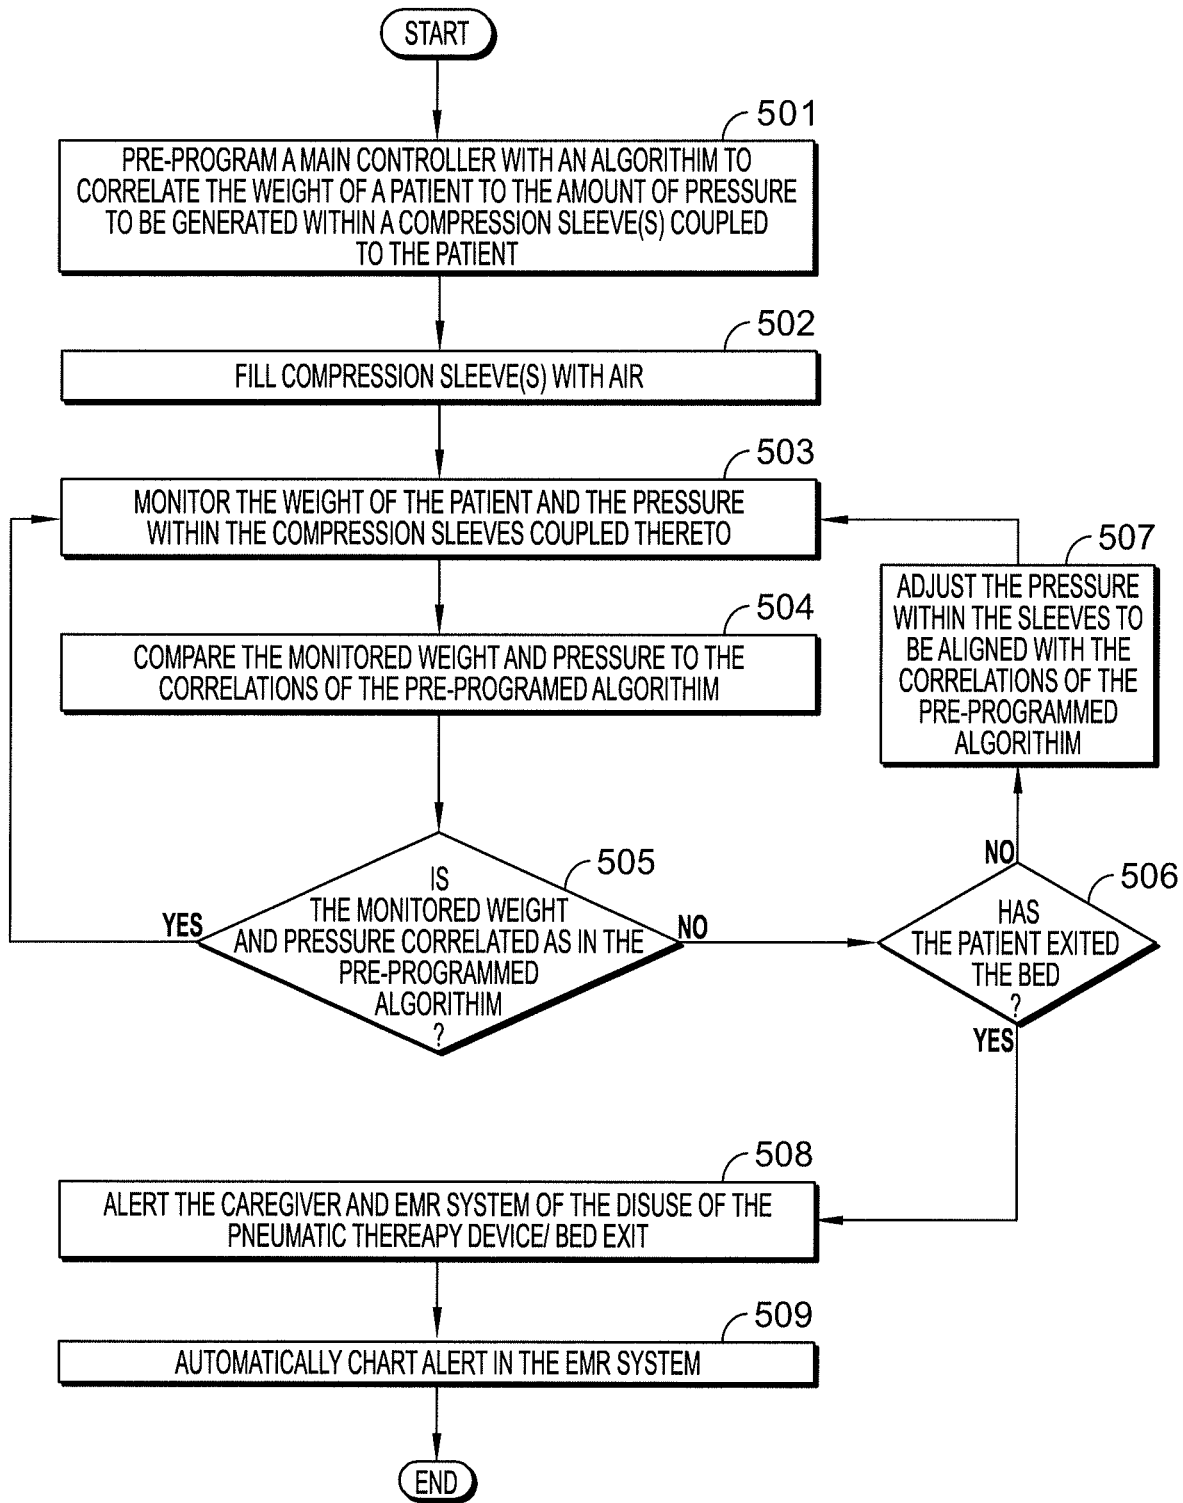 START
501
PRE-PROGRAM A MAIN CONTROLLER WITH AN ALGORITHIM TO
CORRELATE THE WEIGHT OF A PATIENT TO THE AMOUNT OF PRESSURE
TO BE GENERATED WITHIN A COMPRESSION SLEEVE(S) COUPLED
TO THE PATIENT
502
FILL COMPRESSION SLEEVE(S) WITH AIR
503
MONITOR THE WEIGHT OF THE PATIENT AND THE PRESSURE
WITHIN THE COMPRESSION SLEEVES COUPLED THERETO
504
COMPARE THE MONITORED WEIGHT AND PRESSURE TO THE
CORRELATIONS OF THE PRE-PROGRAMED ALGORITHIM
505
IS
THE MONITORED WEIGHT
AND PRESSURE CORRELATED AS IN THE
PRE-PROGRAMMED
ALGORITHIM
?
YES
NO
506
HAS
THE PATIENT EXITED
THE BED
?
NO
YES
507
ADJUST THE PRESSURE
WITHIN THE SLEEVES TO
BE ALIGNED WITH THE
CORRELATIONS OF THE
PRE-PROGRAMMED
ALGORITHIM
508
ALERT THE CAREGIVER AND EMR SYSTEM OF THE DISUSE OF THE
PNEUMATIC THEREAPY DEVICE/ BED EXIT
509
AUTOMATICALLY CHART ALERT IN THE EMR SYSTEM
END